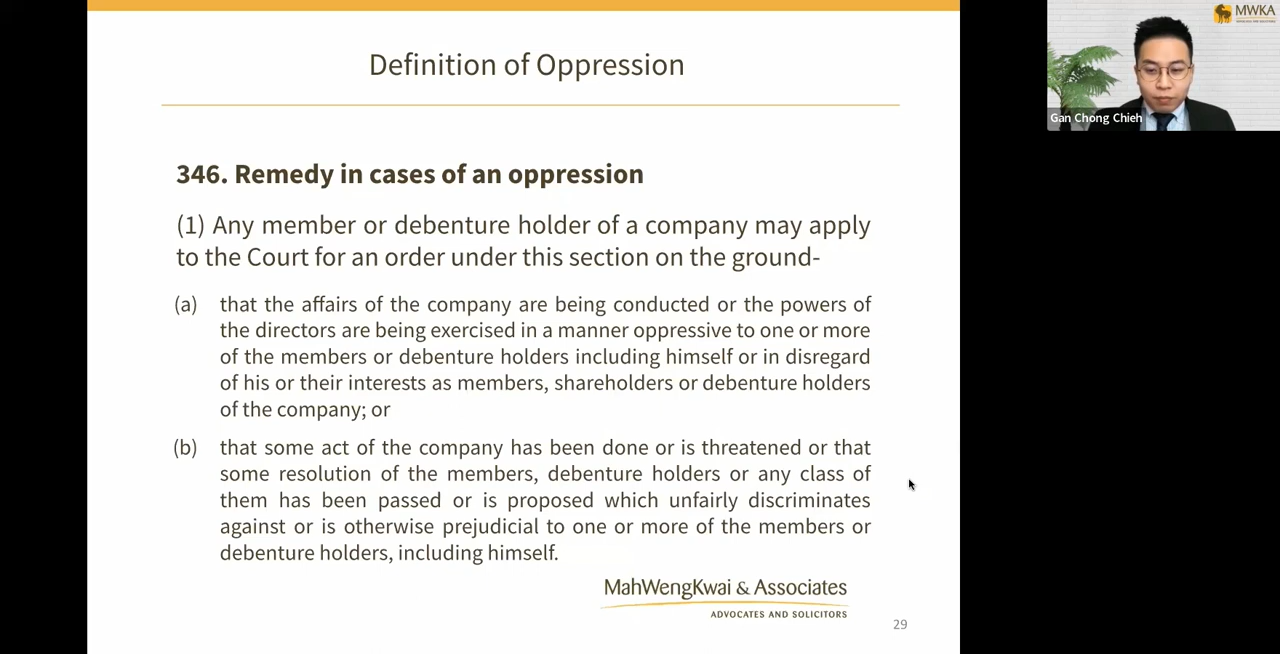 Definition of Oppression
346. Remedy in cases of an oppression
(1) Any member or debenture holder of a company may apply
to the Court for an order under this section on the ground-
(a) that the affairs of the company are being conducted or the powers of
the directors are being exercised in a manner oppressive to one or more
of the members or debenture holders including himself or in disregard
of his or their interests as members, shareholders or debenture holders
of the company; or
(b) that some act of the company has been done or is threatened or that
some resolution of the members, debenture holders or any class of
them has been passed or is proposed which unfairly discriminates
against or is otherwise prejudicial to one or more of the members or
debenture holders, including himself.
MahWengKwai & Associates
ADVOCATES AND SOLICITORS
29
MWKA
Gan Chong Chieh